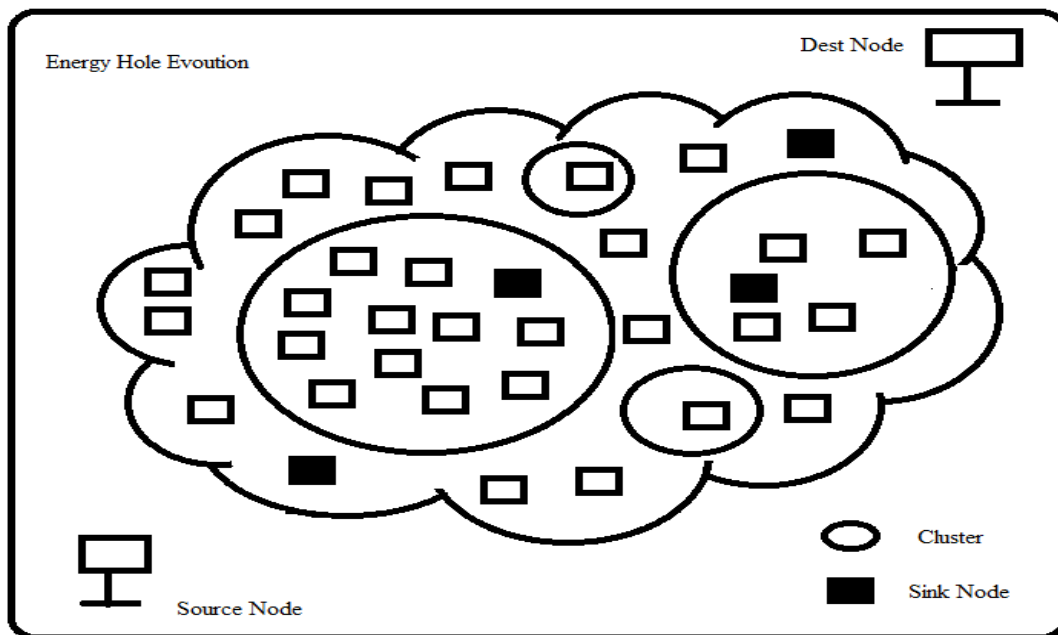 Energy Hole Evoution
Dest Node
Cluster
Sink Node
Source Node